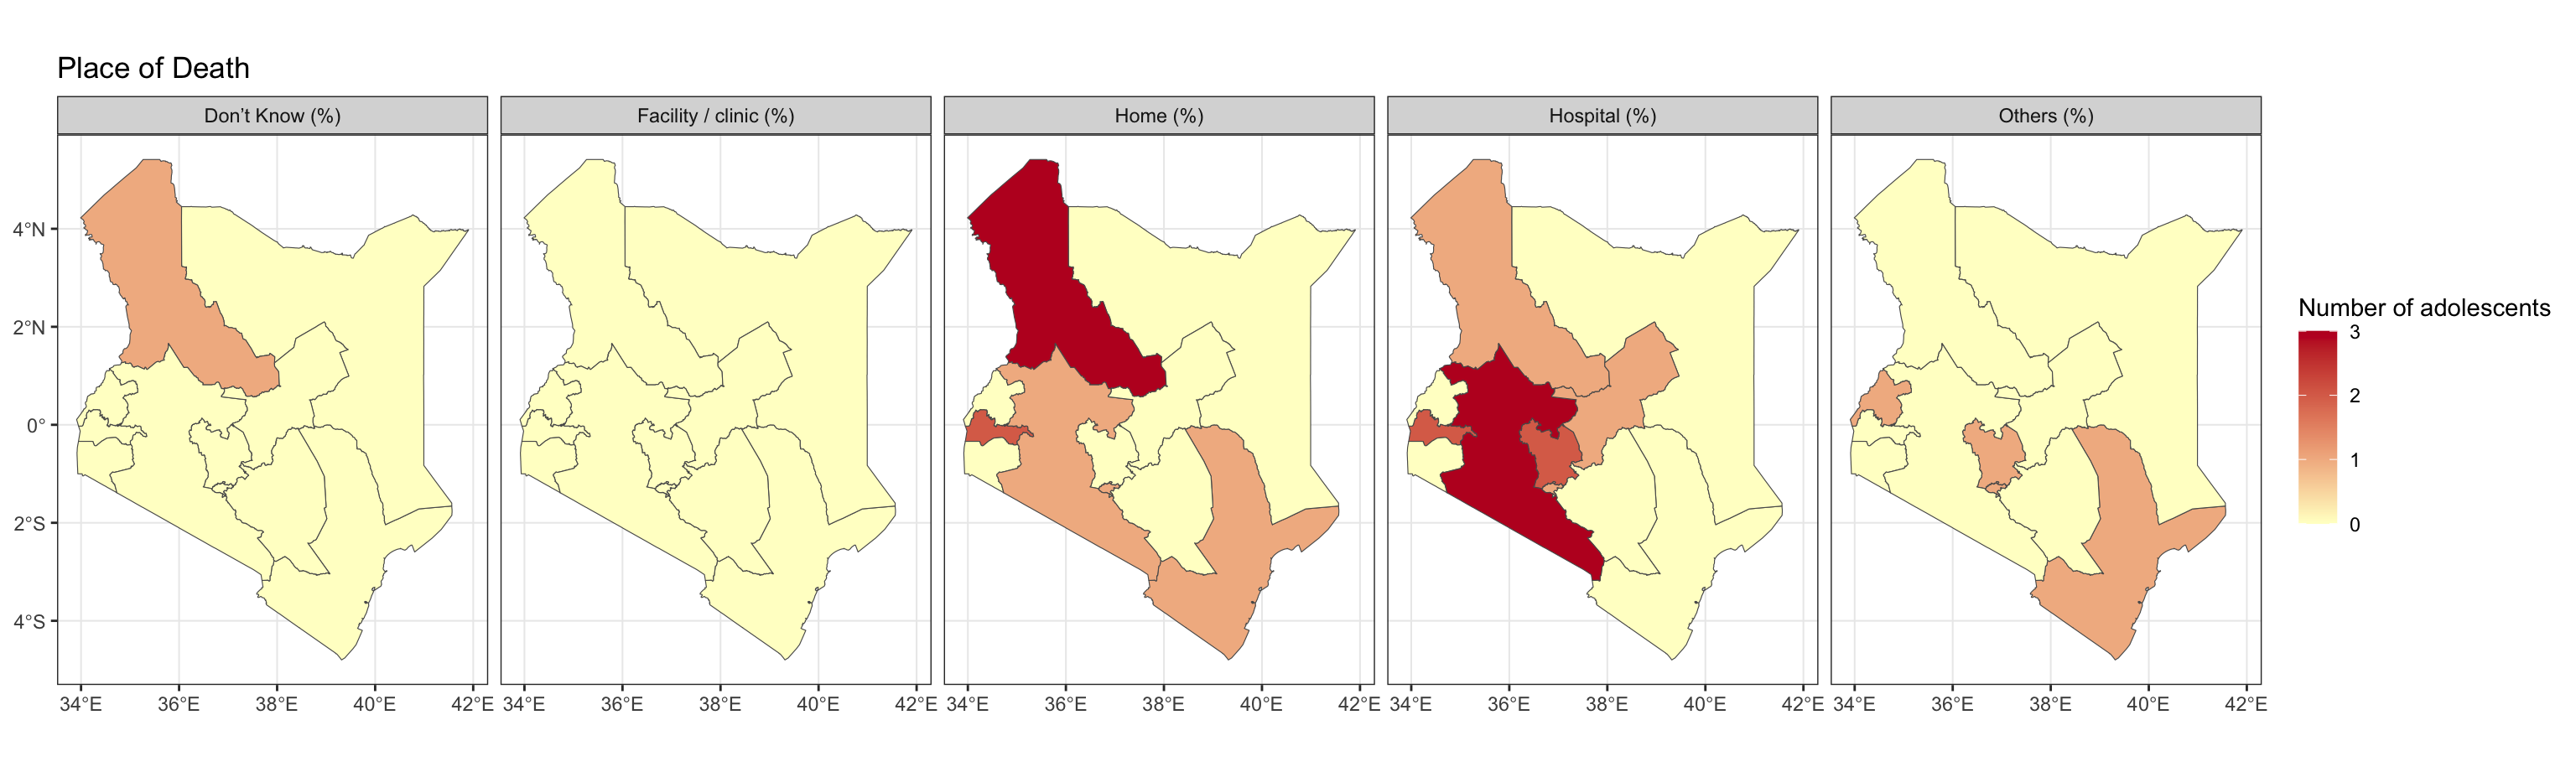 Place of Death
Don’t Know (%)
Facility / clinic (%)
Home (%)
Hospital (%)
Others (%)
4°N
2°N
0°
2°S
4°S
34°E 36°E 38°E 40°E 42°E
34°E 36°E 38°E 40°E 42°E
34°E 36°E 38°E 40°E 42°E
34°E 36°E 38°E 40°E 42°E
34°E 36°E 38°E 40°E 42°E
Number of adolescents
3
2
1
0